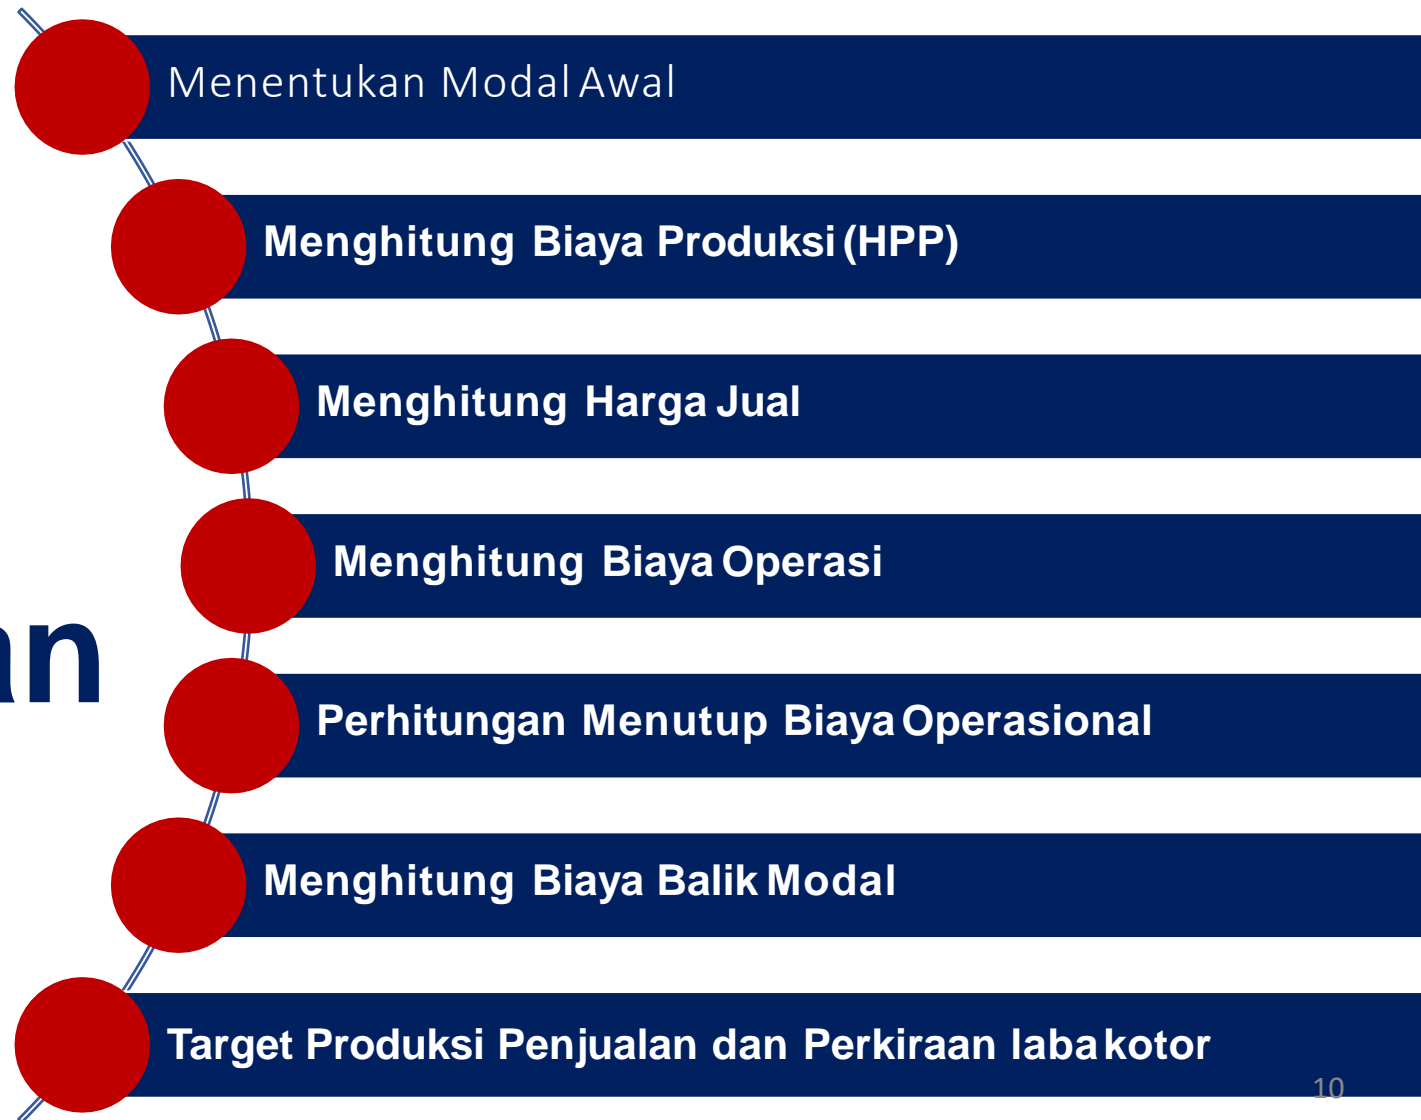 Menentukan Modal Awal
Menghitung Biaya Produksi (HPP)
Menghitung Harga Jual
Menghitung Biaya Operasi
an
Perhitungan Menutup Biaya Operasional
Menghitung Biaya Balik Modal
Target Produksi Penjualan dan Perkiraan laba kotor
10